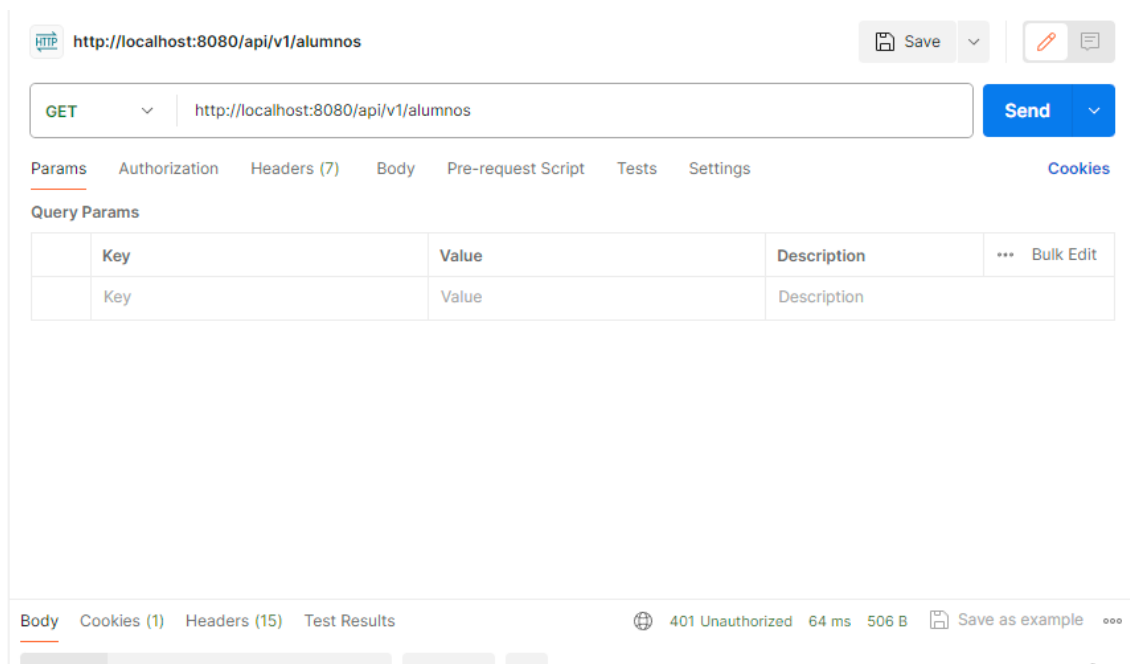 HTTP http://localhost:8080/api/v1/alumnos Save
GET http://localhost:8080/api/v1/alumnos Send
Params Authorization Headers (7) Body Pre-request Script Tests Settings Cookies
Query Params
Key Value Description ••• Bulk Edit
Key Value Description
Body Cookies (1) Headers (15) Test Results 401 Unauthorized 64 ms 506 B Save as example